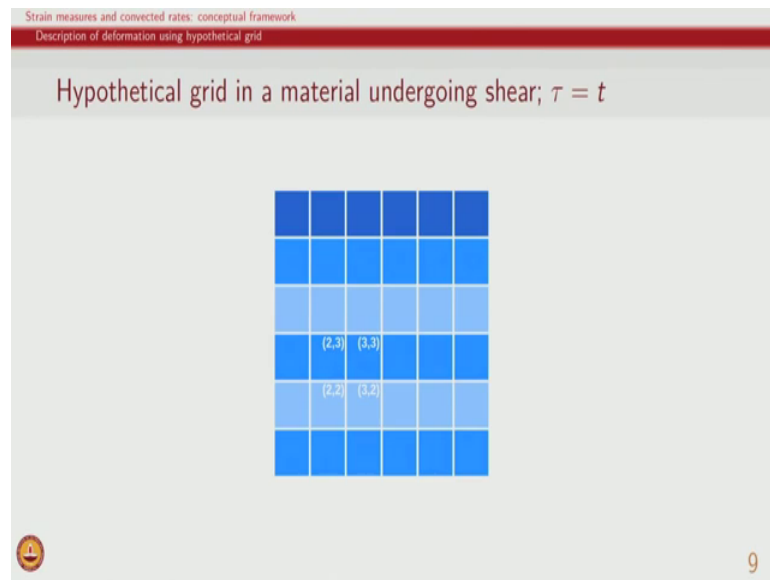 Strain measures and convected rates: conceptual framework
Description of deformation using hypothetical grid
Hypothetical grid in a material undergoing shear; τ = t
(2,3) (3,3)
(2,2) (3,2)
9